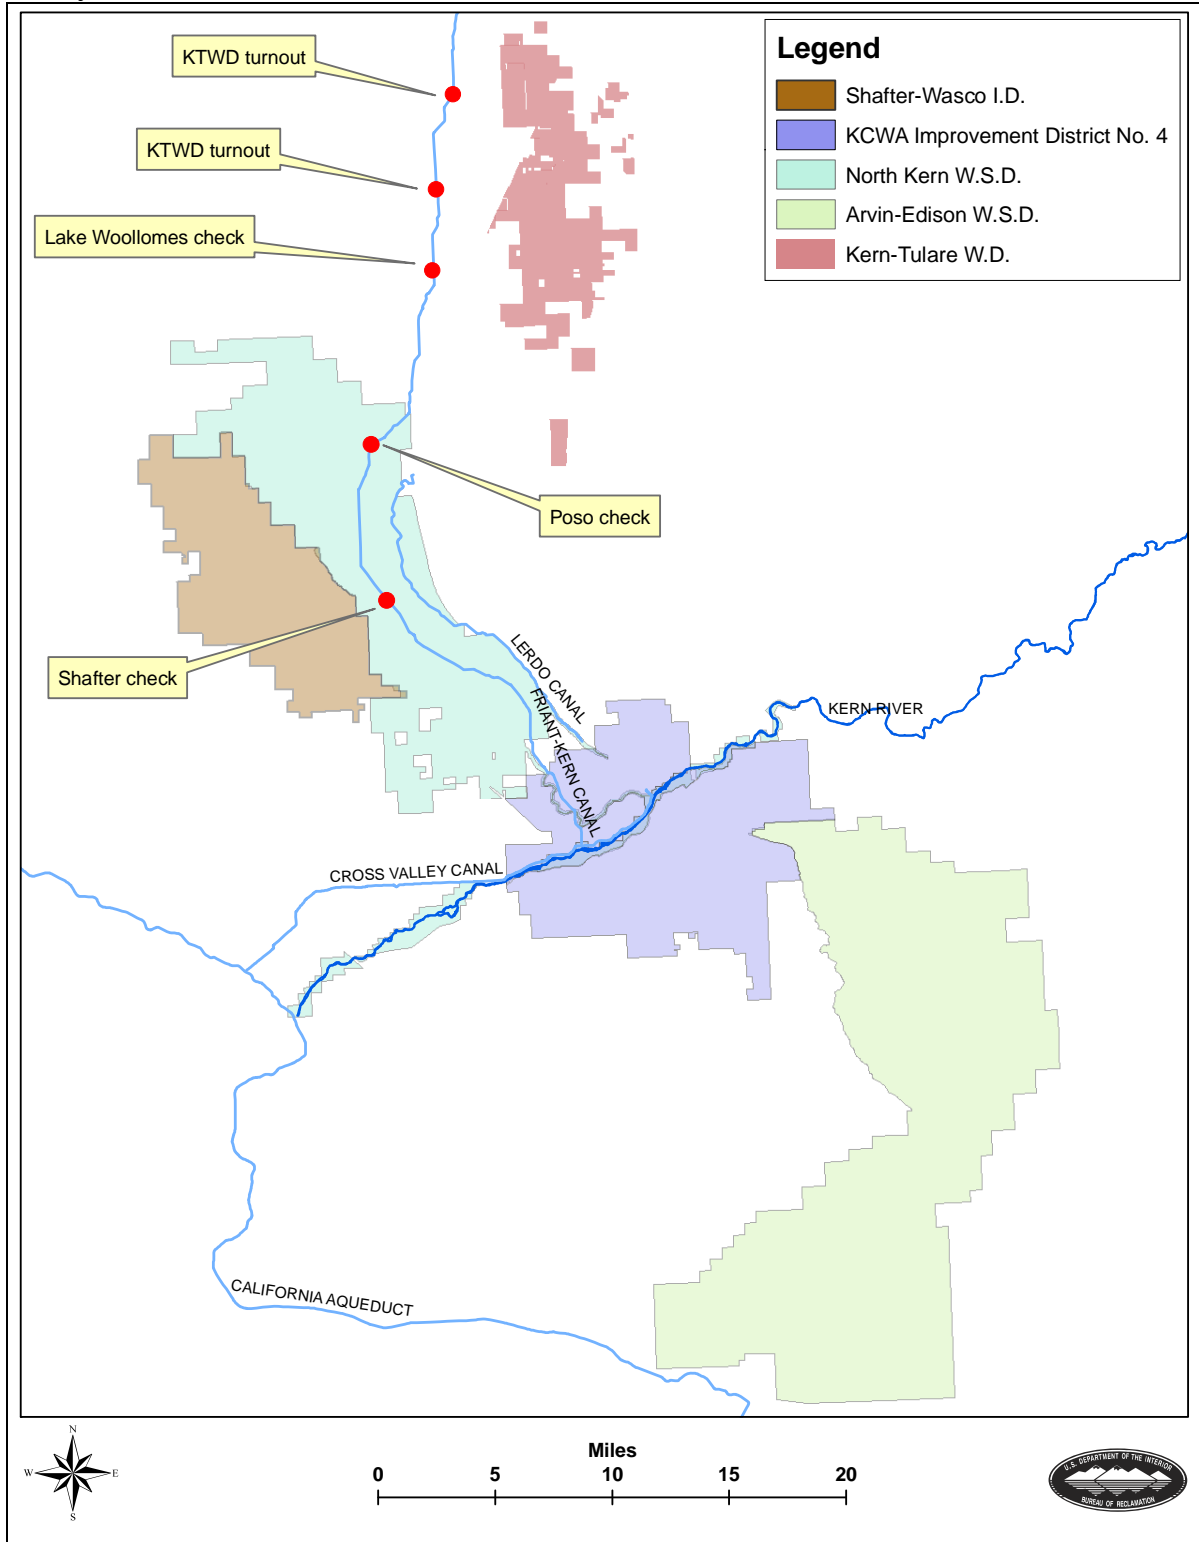 KTWD turnout
KTWD turnout
Lake Woollomes check
Poso check
Shafter check
Legend
Shafter-Wasco I.D.
KCWA Improvement District No. 4
North Kern W.S.D.
Arvin-Edison W.S.D.
Kern-Tulare W.D.
LERDO CANAL
FRIANT-KERN CANAL
KERN RIVER
CROSS VALLEY CANAL
CALIFORNIA AQUEDUCT
N
W
E
S
Miles
0 5 10 15 20
U.S. DEPARTMENT OF THE INTERIOR
BUREAU OF RECLAMATION